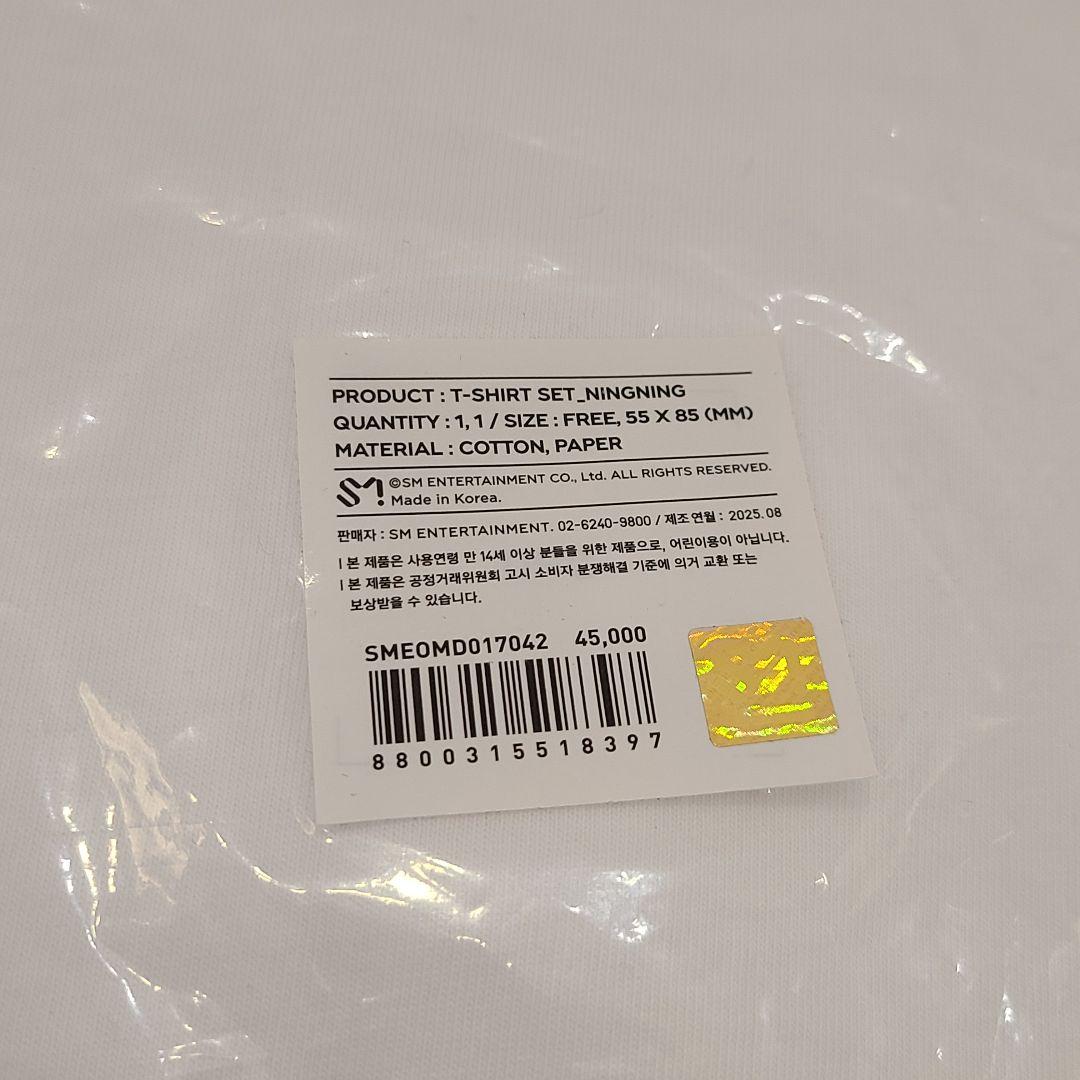 PRODUCT : T-SHIRT SET_NINGNING
QUANTITY : 1, 1 / SIZE : FREE, 55 X 85 (MM)
MATERIAL : COTTON, PAPER
SM ©SM ENTERTAINMENT CO., Ltd. ALL RIGHTS RESERVED.
Made in Korea.
판매자 : SM ENTERTAINMENT. 02-6240-9800 / 제조연월 : 2025.08
| 본 제품은 사용연령 만 14세 이상 분들을 위한 제품으로, 어린이용이 아닙니다.
| 본 제품은 공정거래위원회 고시 소비자 분쟁해결 기준에 의거 교환 또는
보상받을 수 있습니다.
SMEOMD017042 45,000
8800315518397